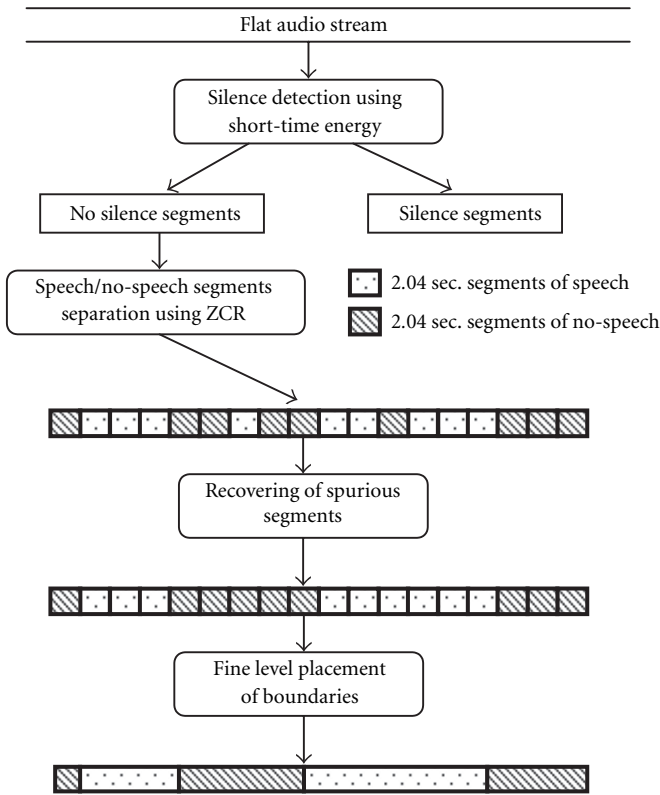 Flat audio stream
Silence detection using
short-time energy
No silence segments
Silence segments
Speech/no-speech segments
separation using ZCR
2.04 sec. segments of speech
2.04 sec. segments of no-speech
Recovering of spurious
segments
Fine level placement
of boundaries